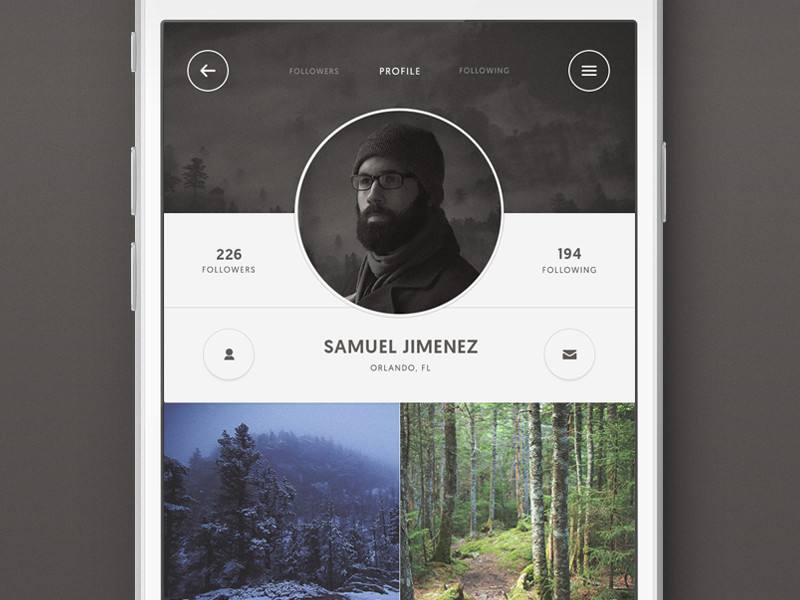 FOLLOWERS PROFILE FOLLOWING
226
FOLLOWERS
194
FOLLOWING
SAMUEL JIMENEZ
ORLANDO, FL